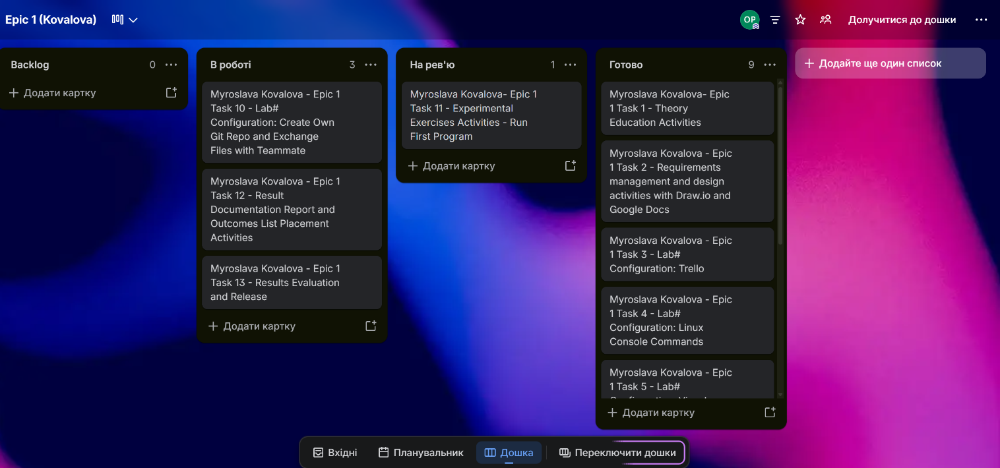 Epic 1 (Kovalova)
OP
Долучитися до дошки
Backlog
0
Додати картку
В роботі
3
Myroslava Kovalova - Epic 1
Task 10 - Lab#
Configuration: Create Own
Git Repo and Exchange
Files with Teammate
Myroslava Kovalova - Epic 1
Task 12 - Result
Documentation Report and
Outcomes List Placement
Activities
Myroslava Kovalova - Epic 1
Task 13 - Results Evaluation
and Release
Додати картку
На рев'ю
1
Myroslava Kovalova- Epic 1
Task 11 - Experimental
Exercises Activities - Run
First Program
Додати картку
Готово
9
Myroslava Kovalova- Epic
1 Task 1 - Theory
Education Activities
Myroslava Kovalova - Epic
1 Task 2 - Requirements
management and design
activities with Draw.io and
Google Docs
Myroslava Kovalova - Epic
1 Task 3 - Lab#
Configuration: Trello
Myroslava Kovalova - Epic
1 Task 4 - Lab#
Configuration: Linux
Console Commands
Myroslava Kovalova - Epic
1 Task 5 - Lab#
Додати картку
Додайте ще один список
Вхідні
Планувальник
Дошка
Переключити дошки